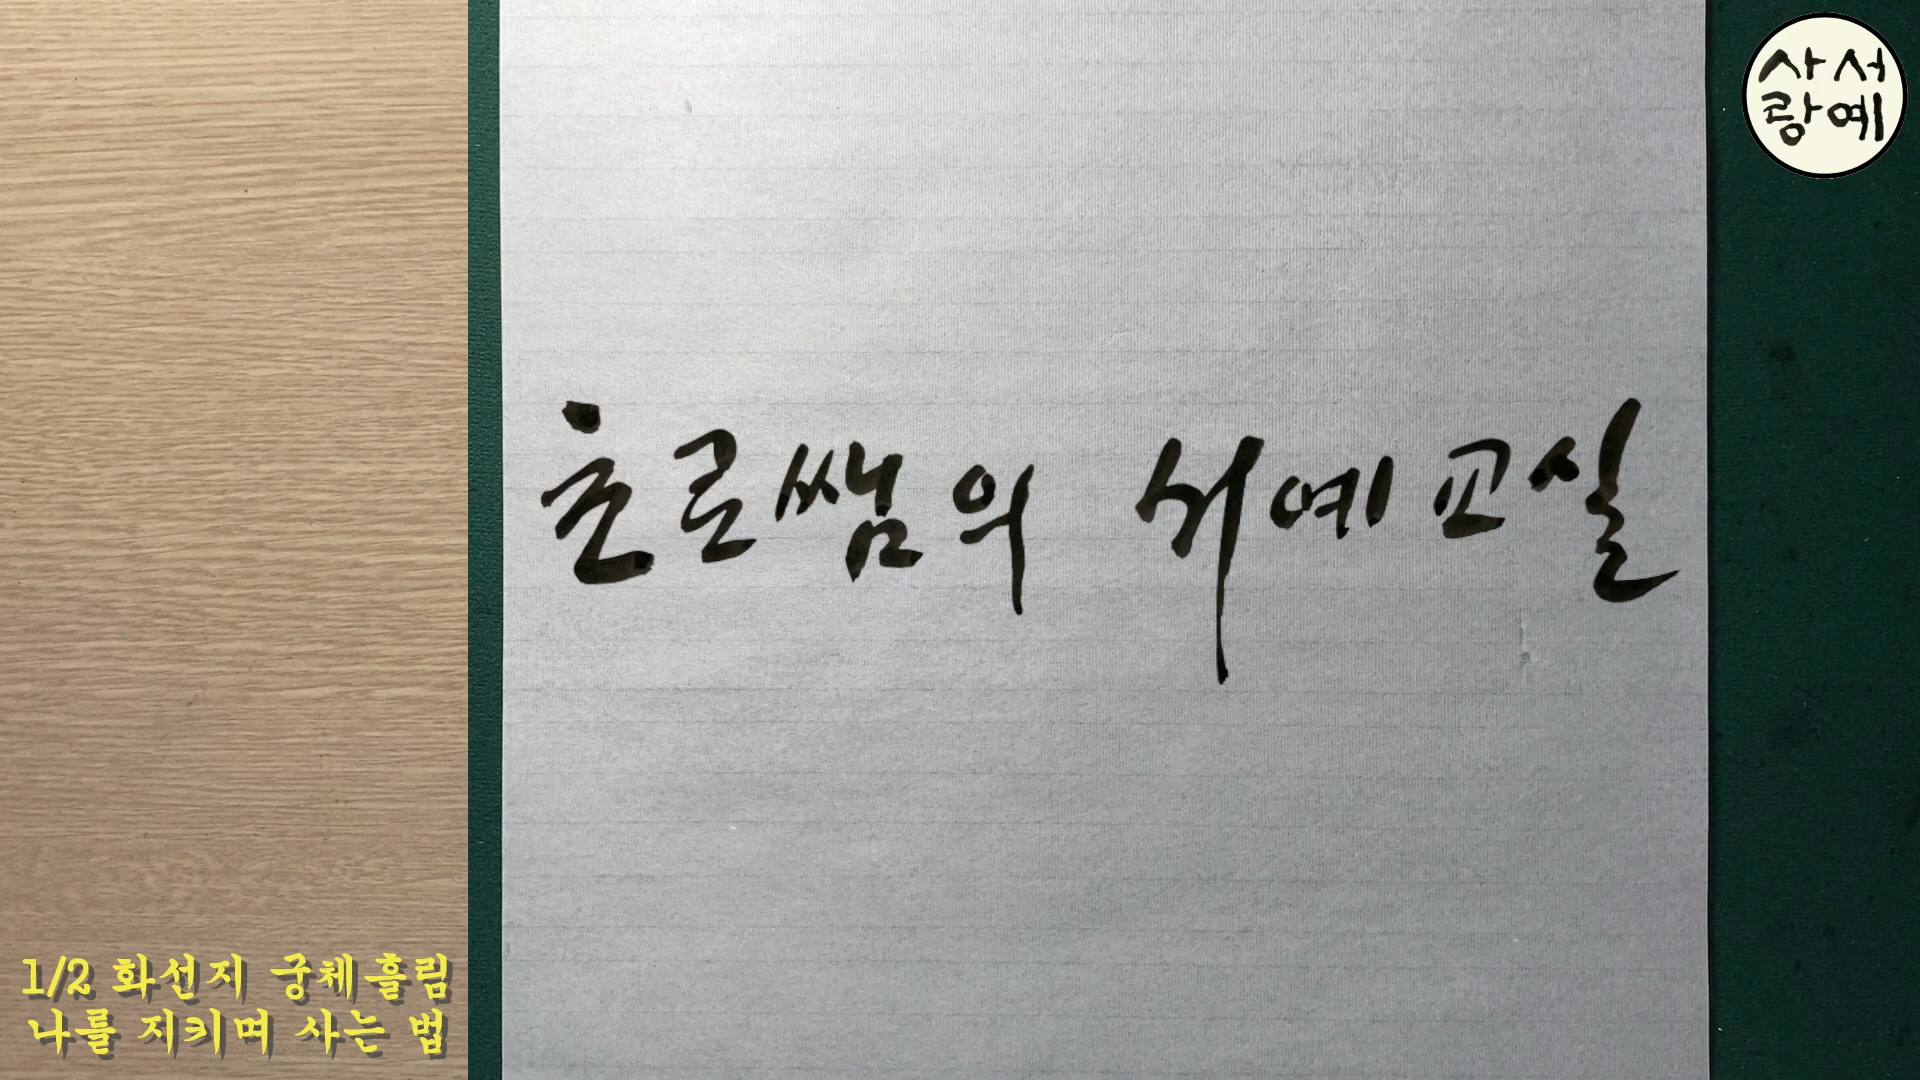 초로쌤의 서예교실
서예
사랑
1/2 화선지 궁체흘림
나를 지키며 사는 법